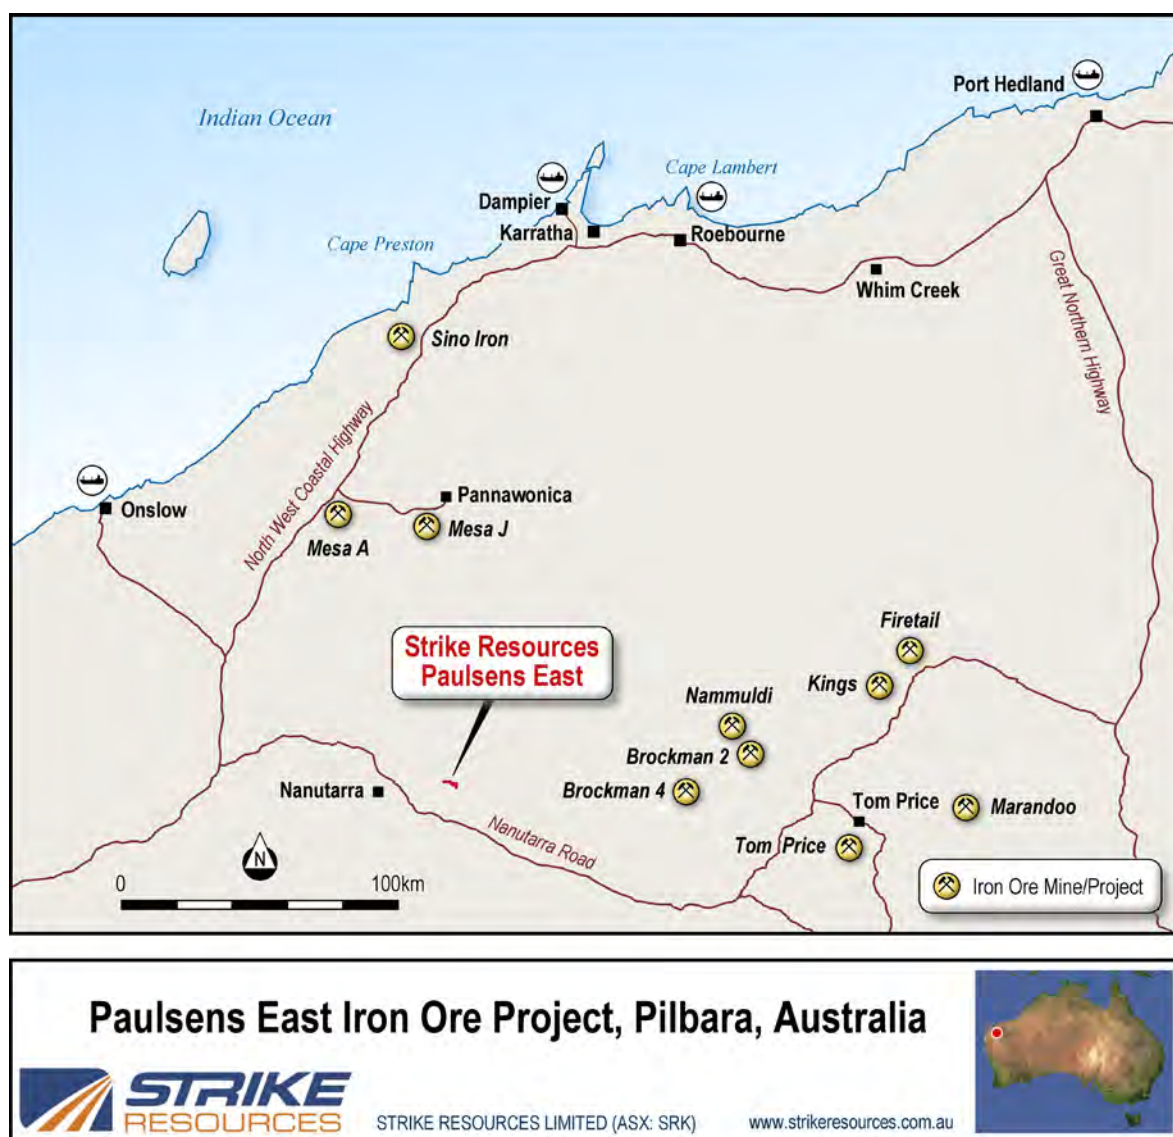 Port Hedland
Indian Ocean
Cape Lambert
Dampier
Karratha
Roebourne
Cape Preston
Whim Creek
Great Northern Highway
Sino Iron
North West Coastal Highway
Pannawonica
Onslow
Mesa J
Mesa A
Firetail
Strike Resources
Paulsens East
Kings
Nammuldi
Brockman 2
Nanutarra
Brockman 4
Tom Price
Marandoo
Nanutarra Road
Tom Price
N
0
100km
Iron Ore Mine/Project
Paulsens East Iron Ore Project, Pilbara, Australia
STRIKE
RESOURCES
STRIKE RESOURCES LIMITED (ASX: SRK)
www.strikeresources.com.au